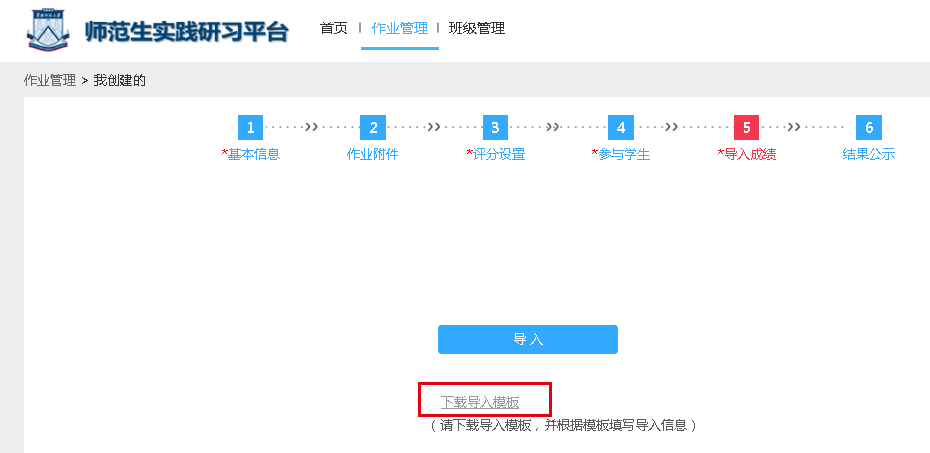 师范生实践研习平台
首页 | 作业管理 | 班级管理
作业管理 > 我创建的
1 2 3 4 5 6
*基本信息 作业附件 *评分设置 *参与学生 *导入成绩 结果公示
导 入
下载导入模板
（请下载导入模板，并根据模板填写导入信息）